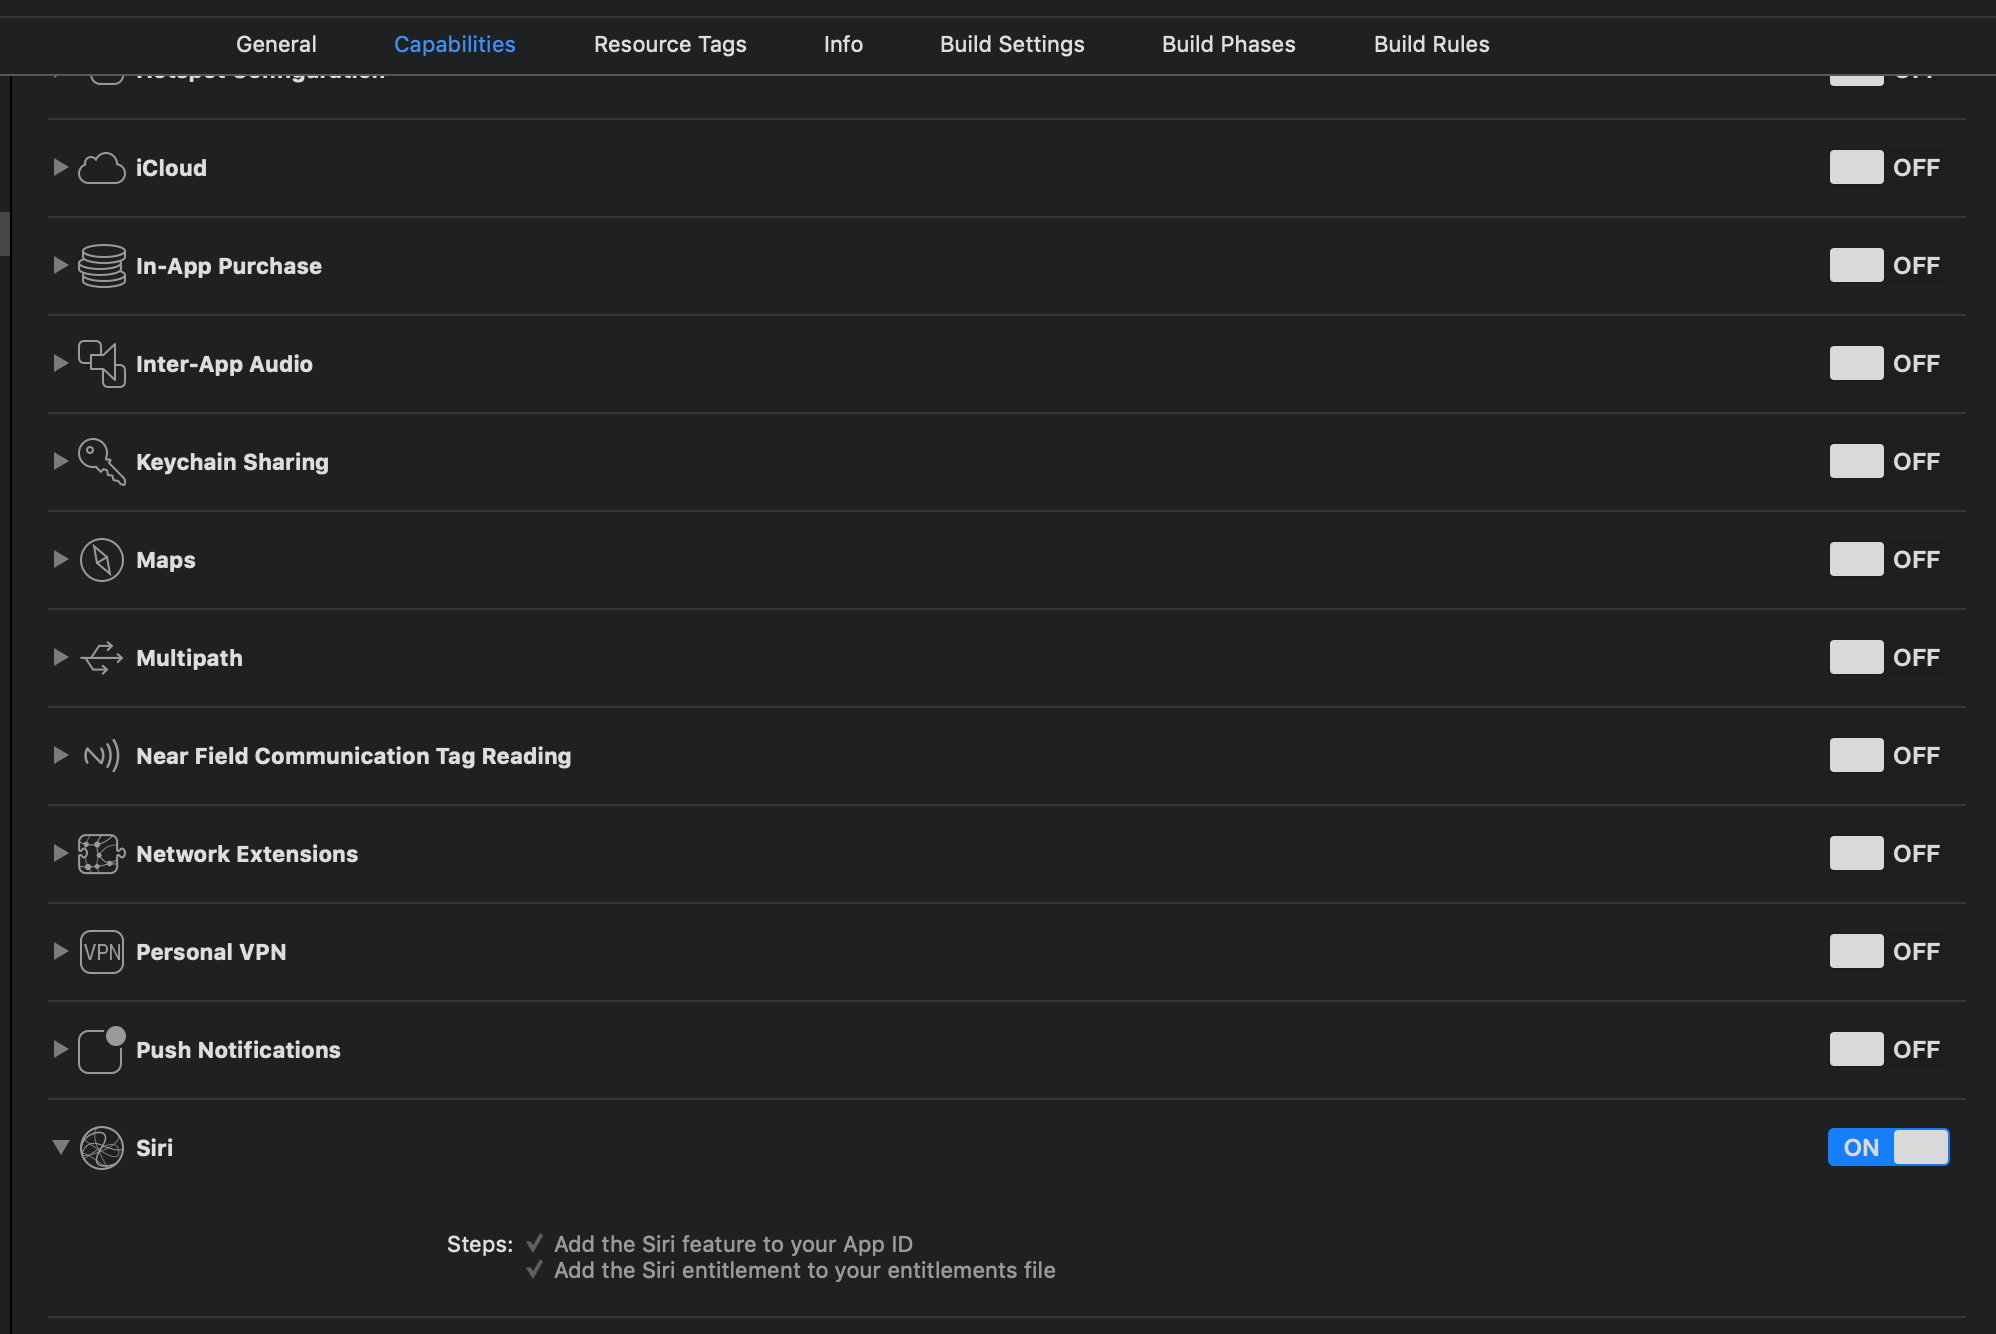 General Capabilities Resource Tags Info Build Settings Build Phases Build Rules
Hotspot Configuration OFF
iCloud OFF
In-App Purchase OFF
Inter-App Audio OFF
Keychain Sharing OFF
Maps OFF
Multipath OFF
Near Field Communication Tag Reading OFF
Network Extensions OFF
VPN Personal VPN OFF
Push Notifications OFF
Siri ON
Steps: ✓ Add the Siri feature to your App ID
✓ Add the Siri entitlement to your entitlements file